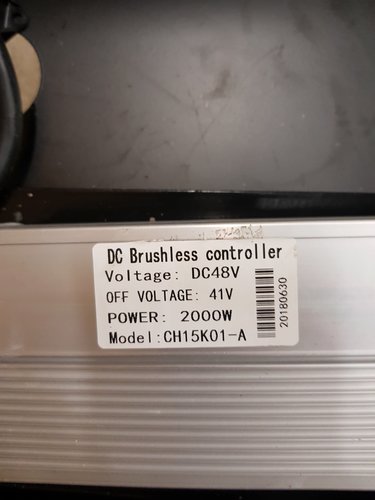 DC Brushless controller
Voltage: DC48V
OFF VOLTAGE: 41V
POWER: 2000W
Model:CH15K01-A
20180630